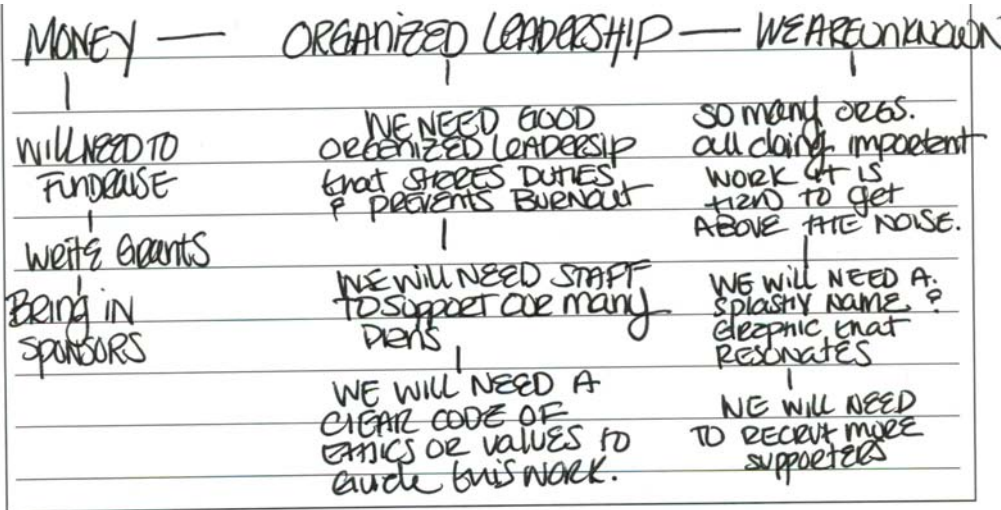 MONEY — ORGANIZED LEADERSHIP — WE ARE UNKNOWN
WILL NEED TO
FUNDRAISE
WRITE GRANTS
BRING IN
SPONSORS
WE NEED GOOD
ORGENIZED LEADERSIP
that SHARES DUTIES
& PREVENTS BURNOUT
WE WILL NEED STAFF
TO SUPPORT OUR many
PLANS
WE WILL NEED A
CLEAR CODE OF
ETHICS OR VALUES TO
Guide this WORK.
SO many ORGS.
all doing important
WORK it IS
HARD TO get
ABOVE THE NOISE.
WE WILL NEED A
SPLASHY NAME &
GRAPHIC that
RESONATES
WE WILL NEED
TO RECRUT MORE
SUPPORTERS